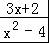 3x+2
x² - 4